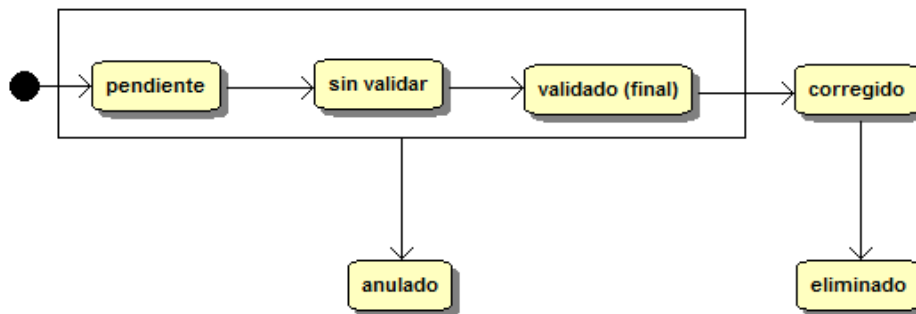 pendiente
sin validar
validado (final)
corregido
anulado
eliminado